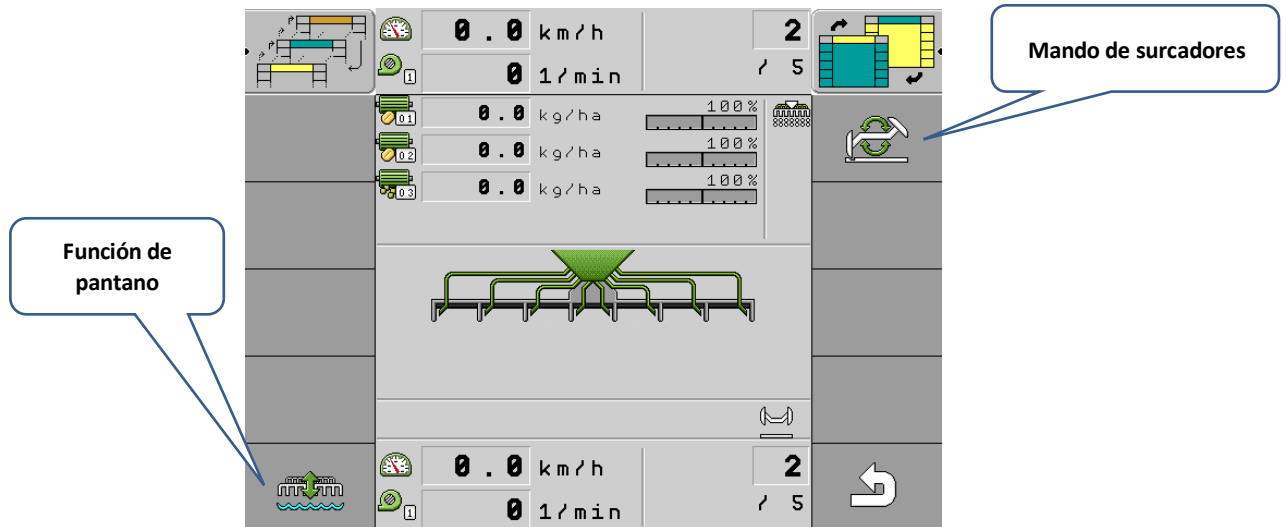 0.0 km/h
2
1
0 1/min
/ 5
Mando de surcadores
01
0.0 kg/ha
100%
02
0.0 kg/ha
100%
03
0.0 kg/ha
100%
Función de
pantano
0.0 km/h
2
1
0 1/min
/ 5